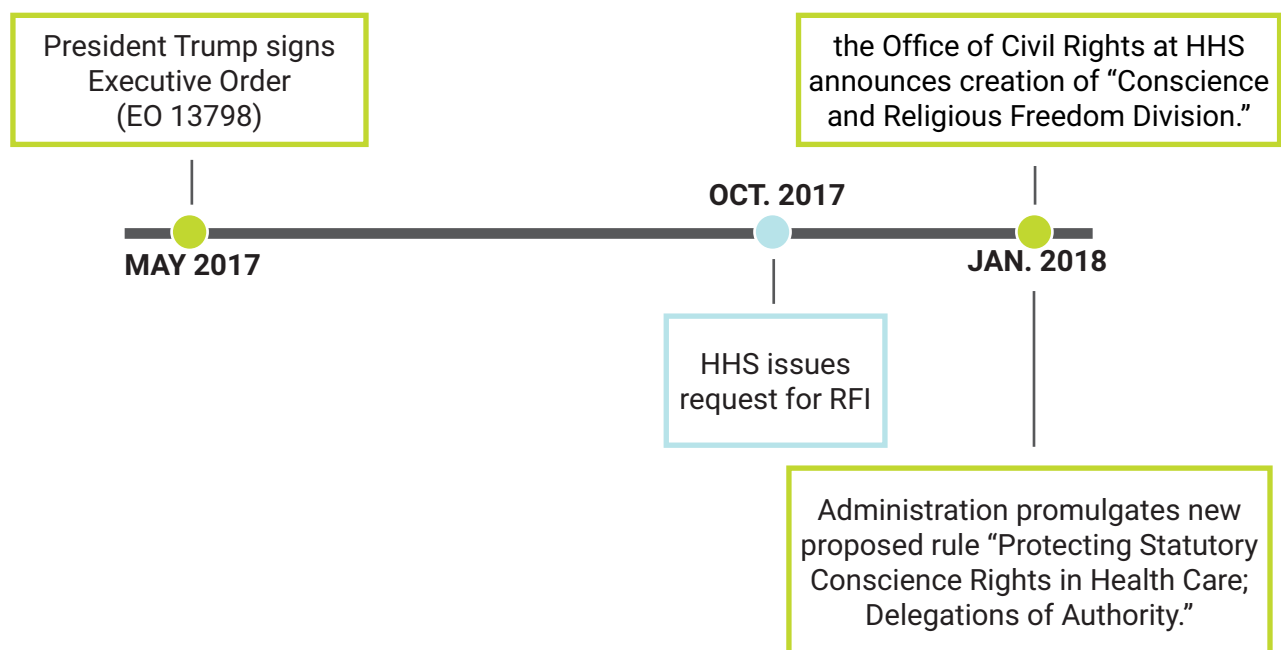 President Trump signs
Executive Order
(EO 13798)
the Office of Civil Rights at HHS
announces creation of “Conscience
and Religious Freedom Division.”
OCT. 2017
MAY 2017
JAN. 2018
HHS issues
request for RFI
Administration promulgates new
proposed rule “Protecting Statutory
Conscience Rights in Health Care;
Delegations of Authority.”